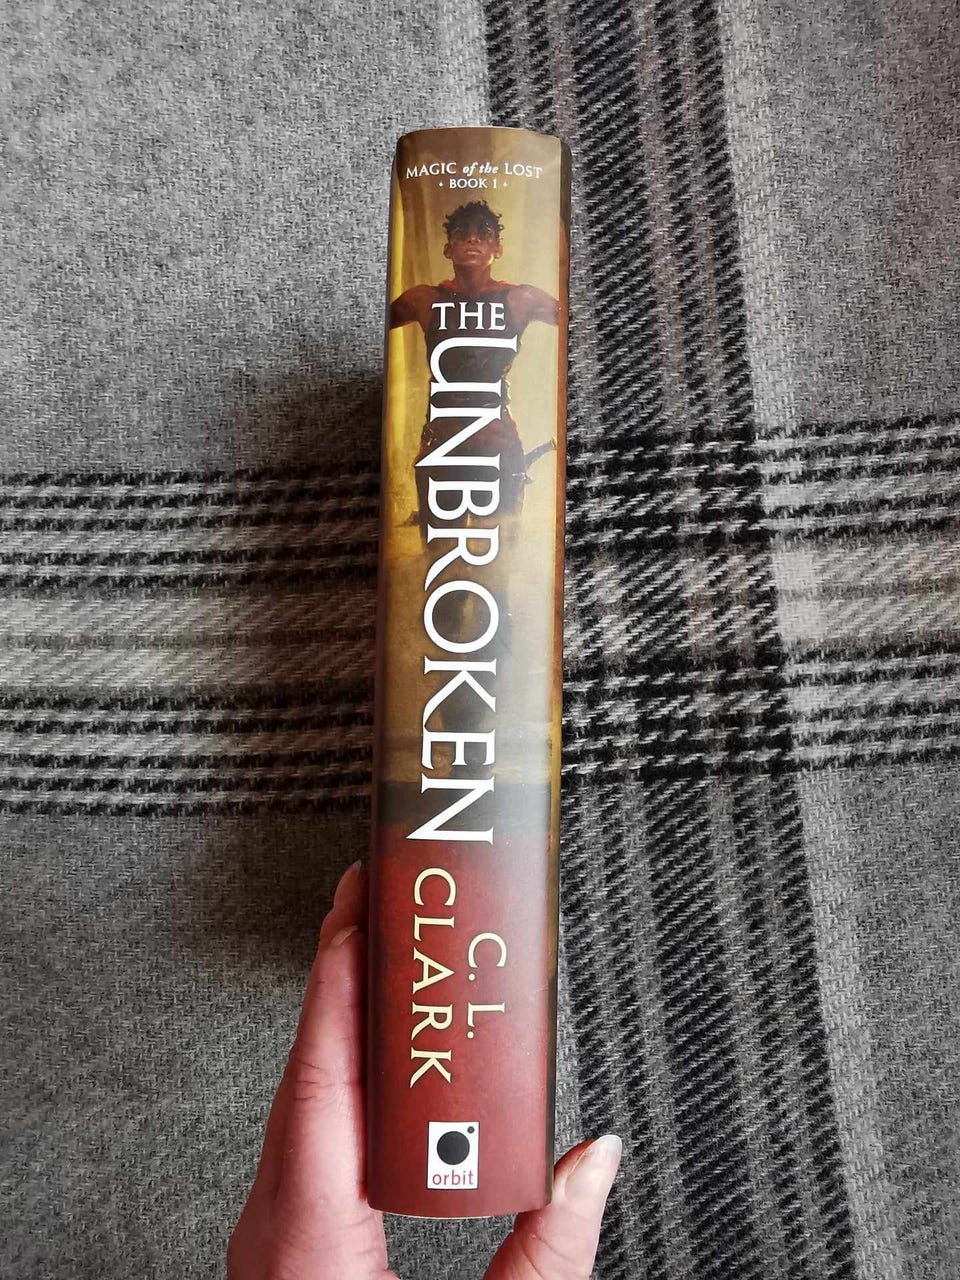 MAGIC of the LOST
• BOOK 1 •
THE
UNBROKEN
C. L.
CLARK
orbit